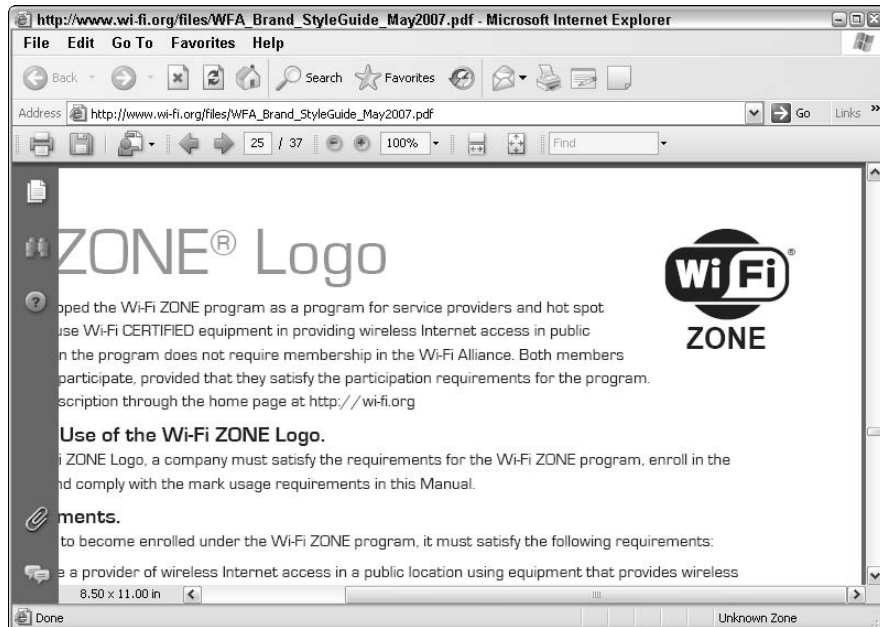 http://www.wi-fi.org/files/WFA_Brand_StyleGuide_May2007.pdf - Microsoft Internet Explorer
File Edit Go To Favorites Help
Back Search Favorites
Address http://www.wi-fi.org/files/WFA_Brand_StyleGuide_May2007.pdf Go Links »
25 / 37 100% Find
ZONE® Logo
Wi Fi ®
ZONE
oped the Wi-Fi ZONE program as a program for service providers and hot spot
use Wi-Fi CERTIFIED equipment in providing wireless Internet access in public
n the program does not require membership in the Wi-Fi Alliance. Both members
participate, provided that they satisfy the participation requirements for the program.
scription through the home page at http://wi-fi.org
Use of the Wi-Fi ZONE Logo.
i ZONE Logo, a company must satisfy the requirements for the Wi-Fi ZONE program, enroll in the
nd comply with the mark usage requirements in this Manual.
ments.
to become enrolled under the Wi-Fi ZONE program, it must satisfy the following requirements:
e a provider of wireless Internet access in a public location using equipment that provides wireless
8.50 x 11.00 in
Done Unknown Zone